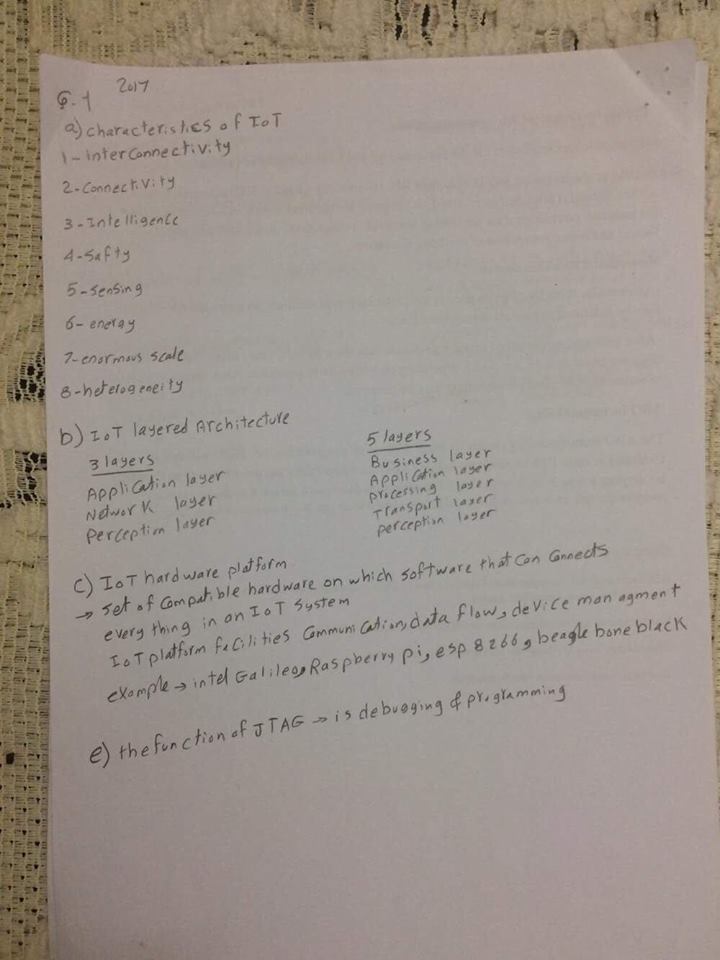 Q.1 2017
a) characteristics of IoT
1- interconnectivity
2- Connectivity
3- Intelligence
4- Safty
5- sensing
6- energy
7- enormous scale
8- heterogeneity
b) IoT layered Architecture
3 layers
Application layer
Network layer
Perception layer
5 layers
Business layer
Application layer
processing layer
Transport layer
perception layer
c) IoT hardware platform
→ set of Compatible hardware on which software that Can Connects
every thing in an IoT System
IoT platform facilities Communication, data flow, device managment
example → intel Galileo, Raspberry pi, esp 8266, beagle bone black
e) the function of JTAG → is debugging & programming